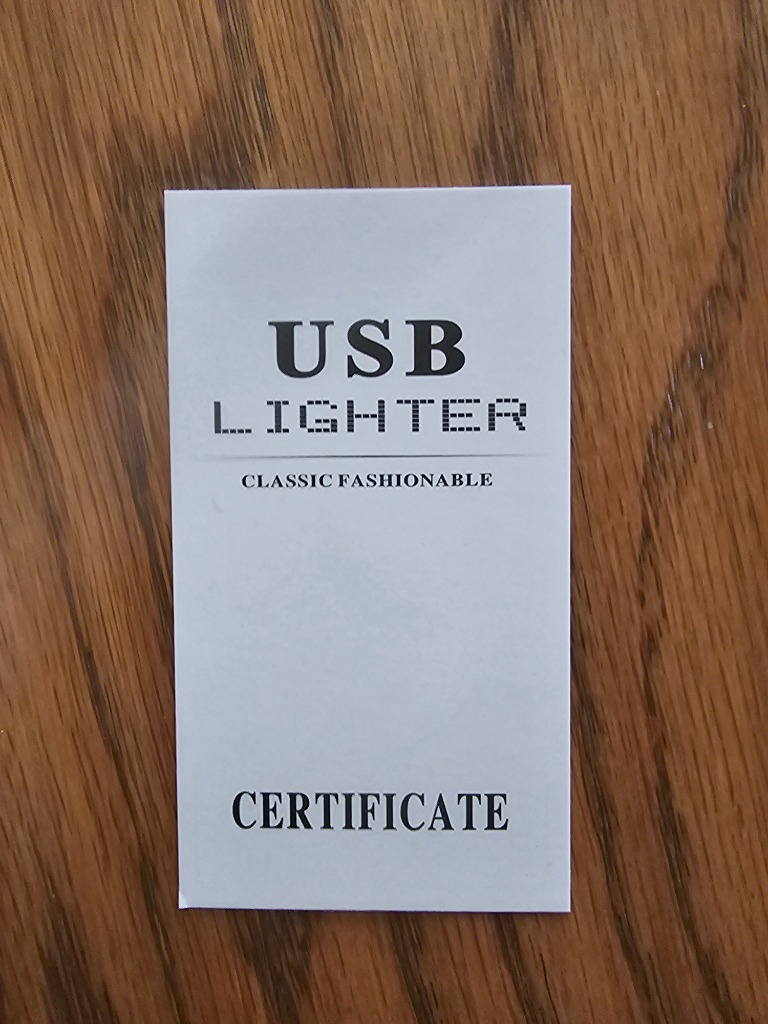 USB
LIGHTER
CLASSIC FASHIONABLE
CERTIFICATE